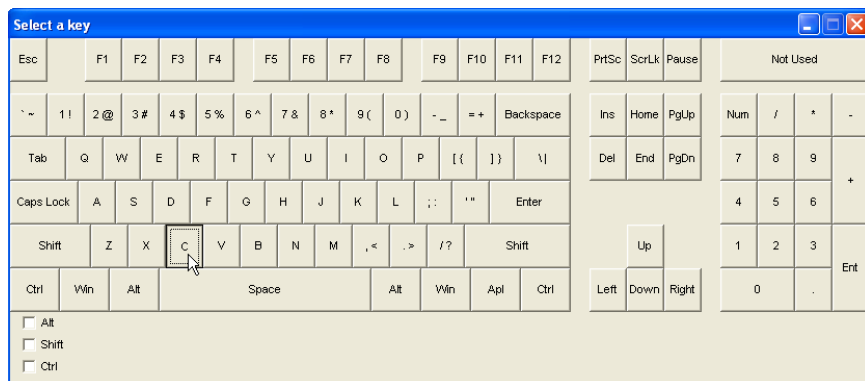 Select a key
Esc F1 F2 F3 F4 F5 F6 F7 F8 F9 F10 F11 F12 PrtSc ScrLk Pause Not Used
` ~ 1 ! 2 @ 3 # 4 $ 5 % 6 ^ 7 & 8 * 9 ( 0 ) - _ = + Backspace Ins Home PgUp Num / * -
Tab Q W E R T Y U I O P [ { ] } \ | Del End PgDn 7 8 9 +
Caps Lock A S D F G H J K L ; : ' " Enter 4 5 6
Shift Z X C V B N M , < . > / ? Shift Up 1 2 3 Ent
Ctrl Win Alt Space Alt Win Apl Ctrl Left Down Right 0 .
Alt
Shift
Ctrl